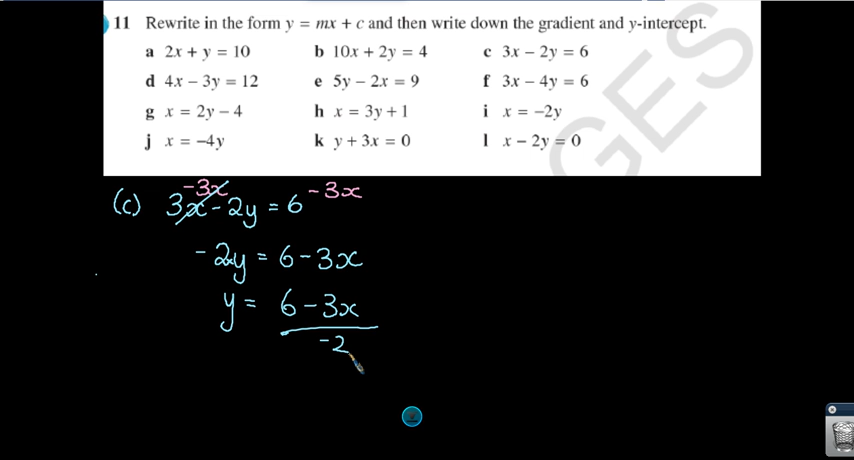 11 Rewrite in the form y = mx + c and then write down the gradient and y-intercept.
a 2x + y = 10 b 10x + 2y = 4 c 3x − 2y = 6
d 4x − 3y = 12 e 5y − 2x = 9 f 3x − 4y = 6
g x = 2y − 4 h x = 3y + 1 i x = −2y
j x = −4y k y + 3x = 0 l x − 2y = 0
GES
−3x −3x
(c) 3x − 2y = 6
−2y = 6 − 3x
y = 6 − 3x
−2